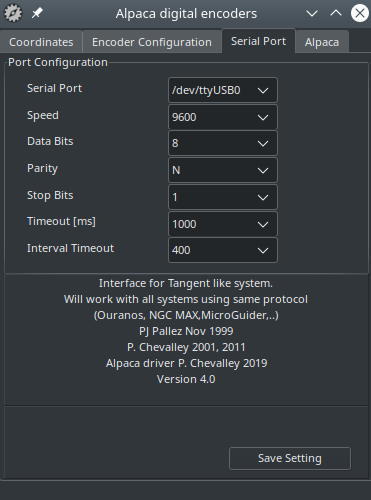 Alpaca digital encoders
Coordinates Encoder Configuration Serial Port Alpaca
Port Configuration
Serial Port /dev/ttyUSB0
Speed 9600
Data Bits 8
Parity N
Stop Bits 1
Timeout [ms] 1000
Interval Timeout 400
Interface for Tangent like system.
Will work with all systems using same protocol
(Ouranos, NGC MAX,MicroGuider,..)
PJ Pallez Nov 1999
P. Chevalley 2001, 2011
Alpaca driver P. Chevalley 2019
Version 4.0
Save Setting